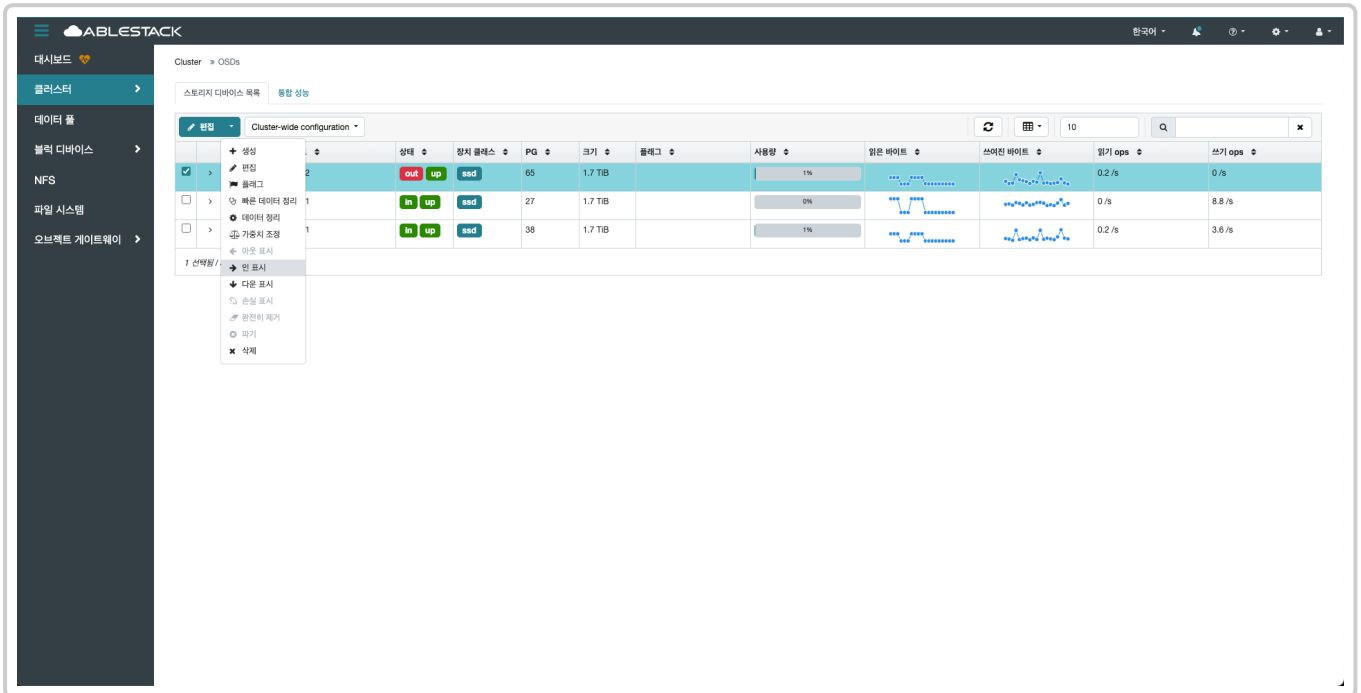 ABLESTACK 한국어
대시보드
클러스터
데이터 풀
블럭 디바이스
NFS
파일 시스템
오브젝트 게이트웨이
Cluster » OSDs
스토리지 디바이스 목록 통합 성능
편집 Cluster-wide configuration 10
상태 장치 클래스 PG 크기 플래그 사용량 읽은 바이트 쓰여진 바이트 읽기 ops 쓰기 ops
2 out up ssd 65 1.7 TiB 1% 0.2 /s 0 /s
1 in up ssd 27 1.7 TiB 0% 0 /s 8.8 /s
1 in up ssd 38 1.7 TiB 1% 0.2 /s 3.6 /s
1 선택됨 /
생성
편집
플래그
빠른 데이터 정리
데이터 정리
가중치 조정
아웃 표시
인 표시
다운 표시
손실 표시
완전히 제거
파기
삭제